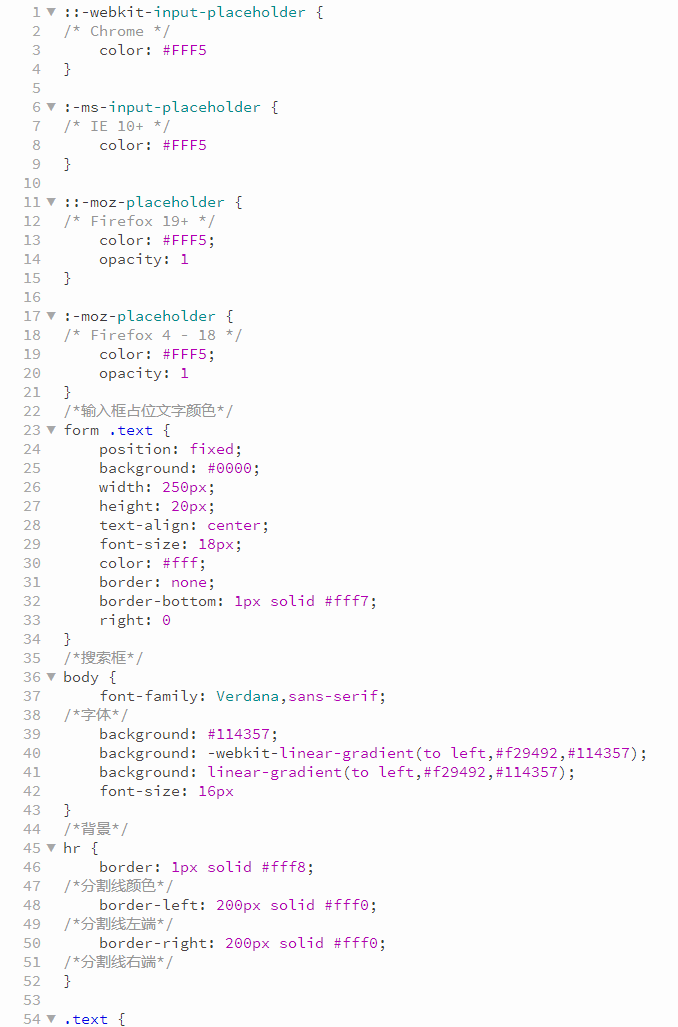 1 ▼ ::-webkit-input-placeholder {
2 /* Chrome */
3     color: #FFF5
4 }
5
6 ▼ :-ms-input-placeholder {
7 /* IE 10+ */
8     color: #FFF5
9 }
10
11 ▼ ::-moz-placeholder {
12 /* Firefox 19+ */
13     color: #FFF5;
14     opacity: 1
15 }
16
17 ▼ :-moz-placeholder {
18 /* Firefox 4 - 18 */
19     color: #FFF5;
20     opacity: 1
21 }
22 /*输入框占位文字颜色*/
23 ▼ form .text {
24     position: fixed;
25     background: #0000;
26     width: 250px;
27     height: 20px;
28     text-align: center;
29     font-size: 18px;
30     color: #fff;
31     border: none;
32     border-bottom: 1px solid #fff7;
33     right: 0
34 }
35 /*搜索框*/
36 ▼ body {
37     font-family: Verdana,sans-serif;
38 /*字体*/
39     background: #114357;
40     background: -webkit-linear-gradient(to left,#f29492,#114357);
41     background: linear-gradient(to left,#f29492,#114357);
42     font-size: 16px
43 }
44 /*背景*/
45 ▼ hr {
46     border: 1px solid #fff8;
47 /*分割线颜色*/
48     border-left: 200px solid #fff0;
49 /*分割线左端*/
50     border-right: 200px solid #fff0;
51 /*分割线右端*/
52 }
53
54 ▼ .text {